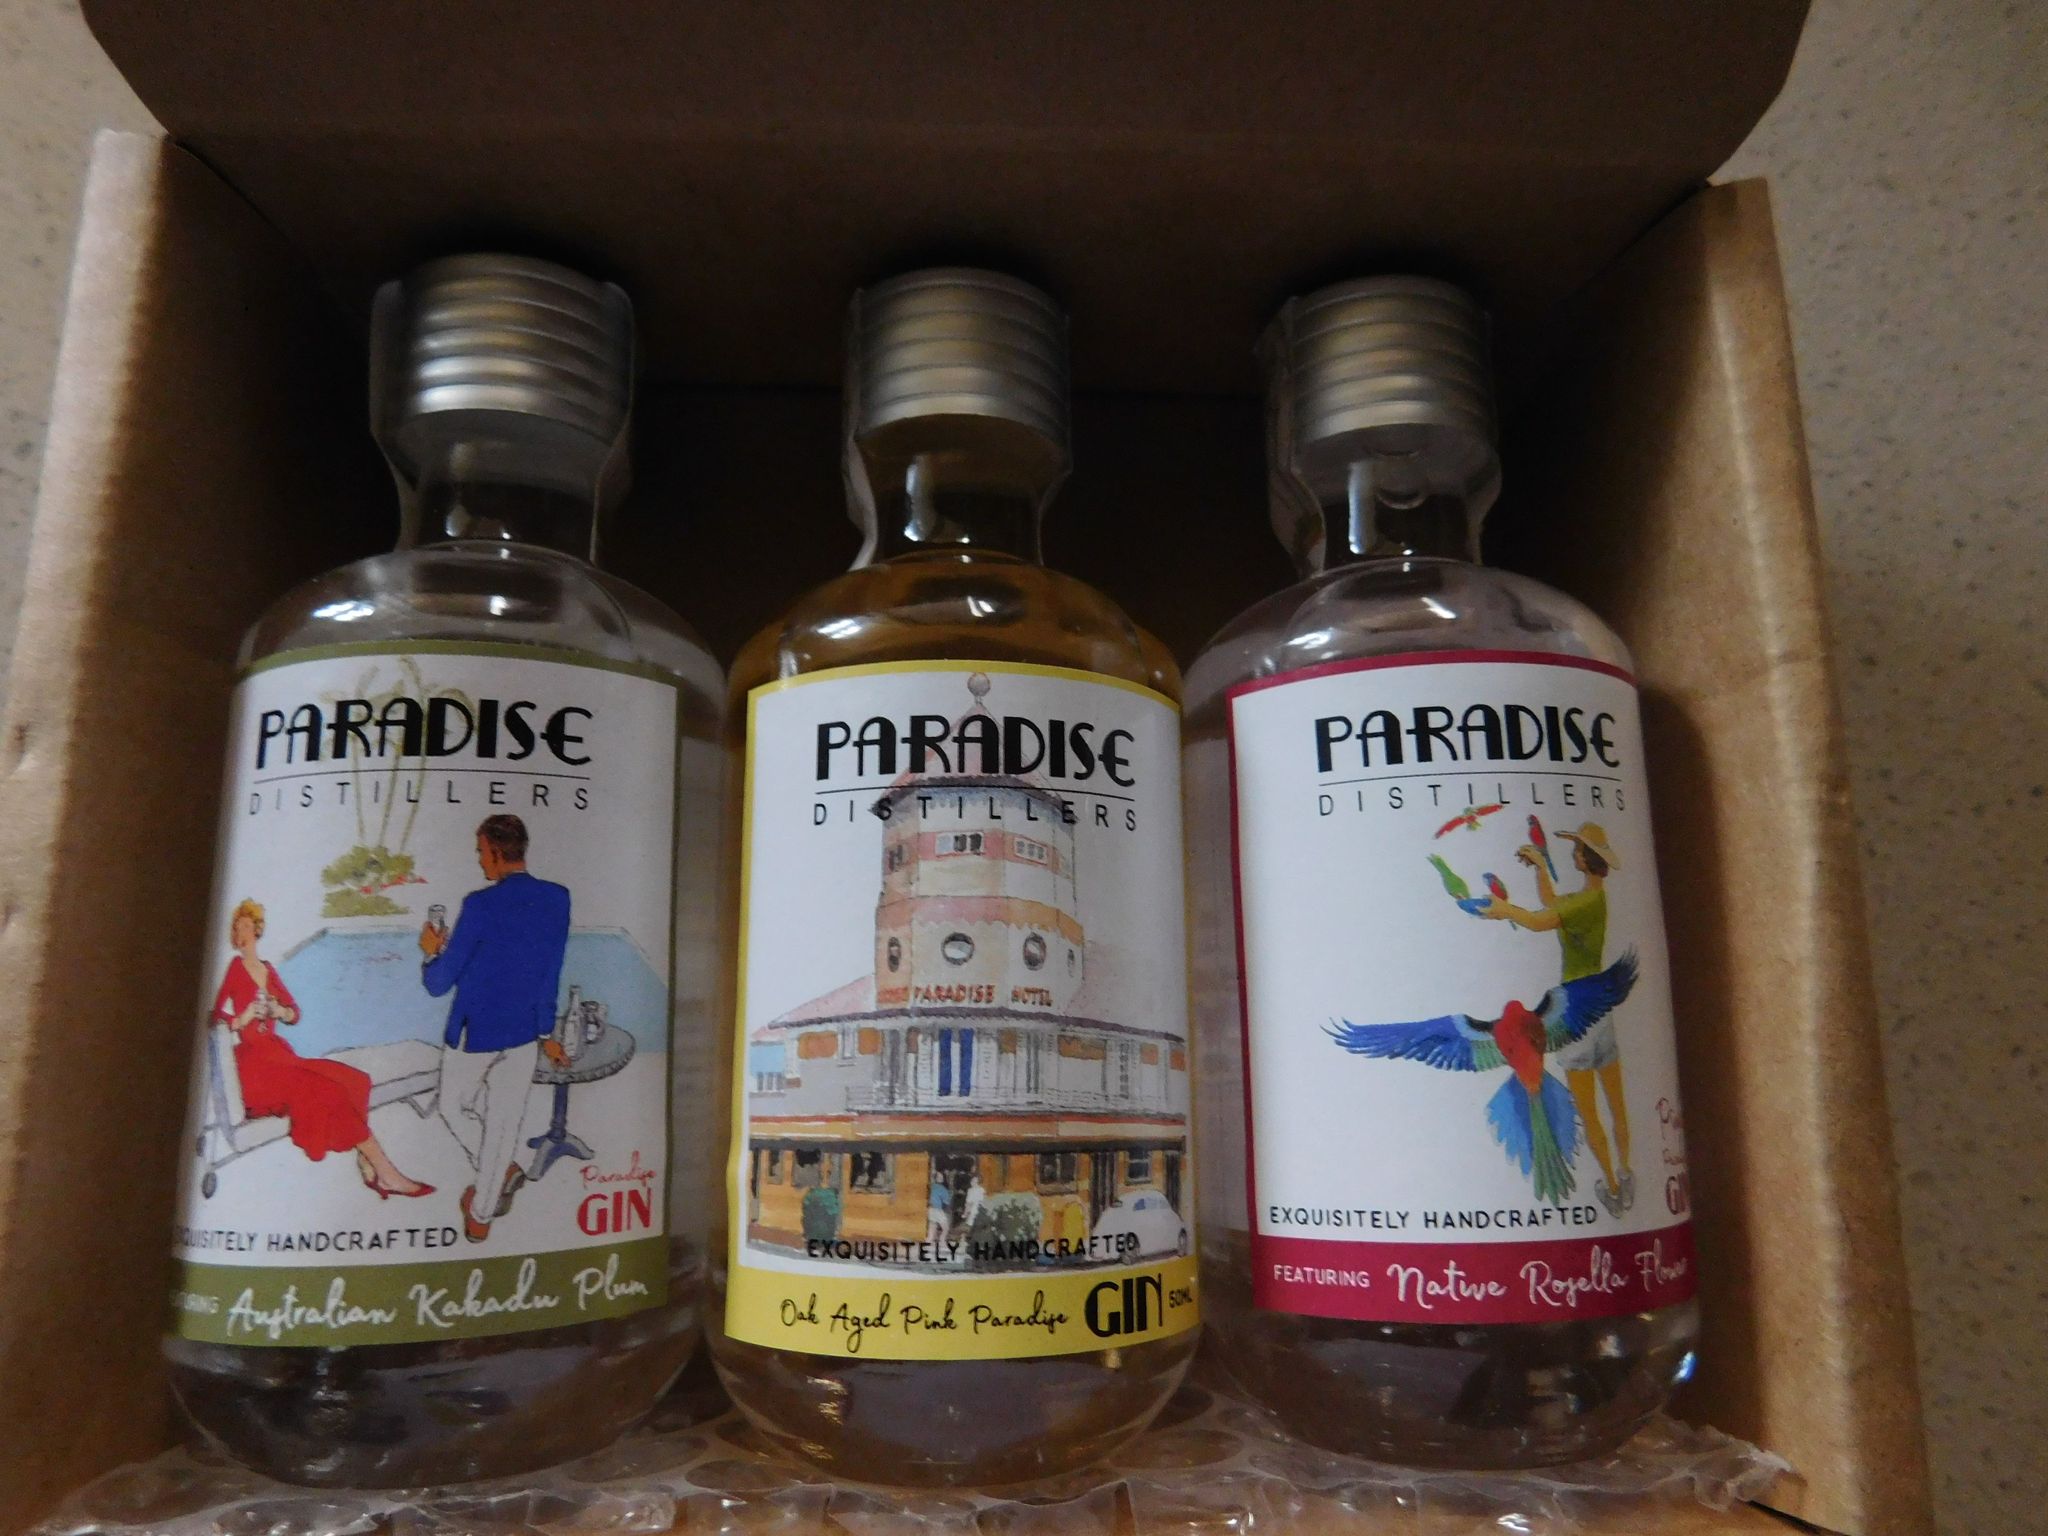 PARADISE
DISTILLERS
Paradise
GIN
EXQUISITELY HANDCRAFTED
Australian Kakadu Plum
PARADISE
DISTILLERS
PARADISE HOTEL
EXQUISITELY HANDCRAFTED
Oak Aged Pink Paradise GIN 50ML
PARADISE
DISTILLERS
EXQUISITELY HANDCRAFTED
FEATURING Native Rosella Flower